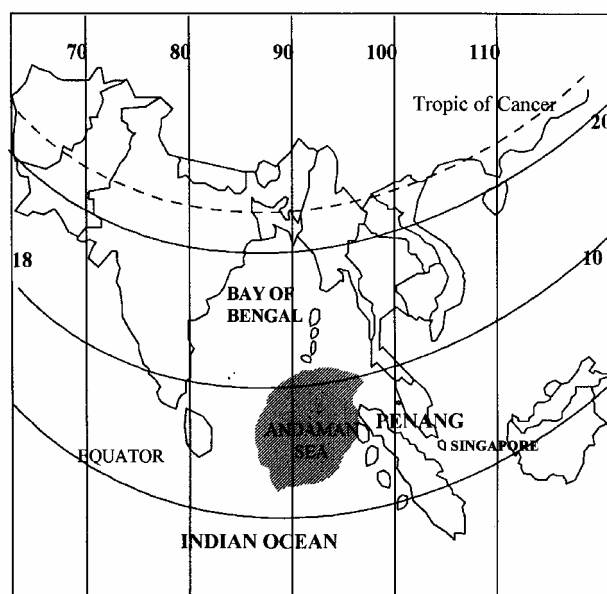 70 80 90 100 110
Tropic of Cancer
20
18
10
BAY OF
BENGAL
PENANG
ANDAMAN
SEA
SINGAPORE
EQUATOR
INDIAN OCEAN